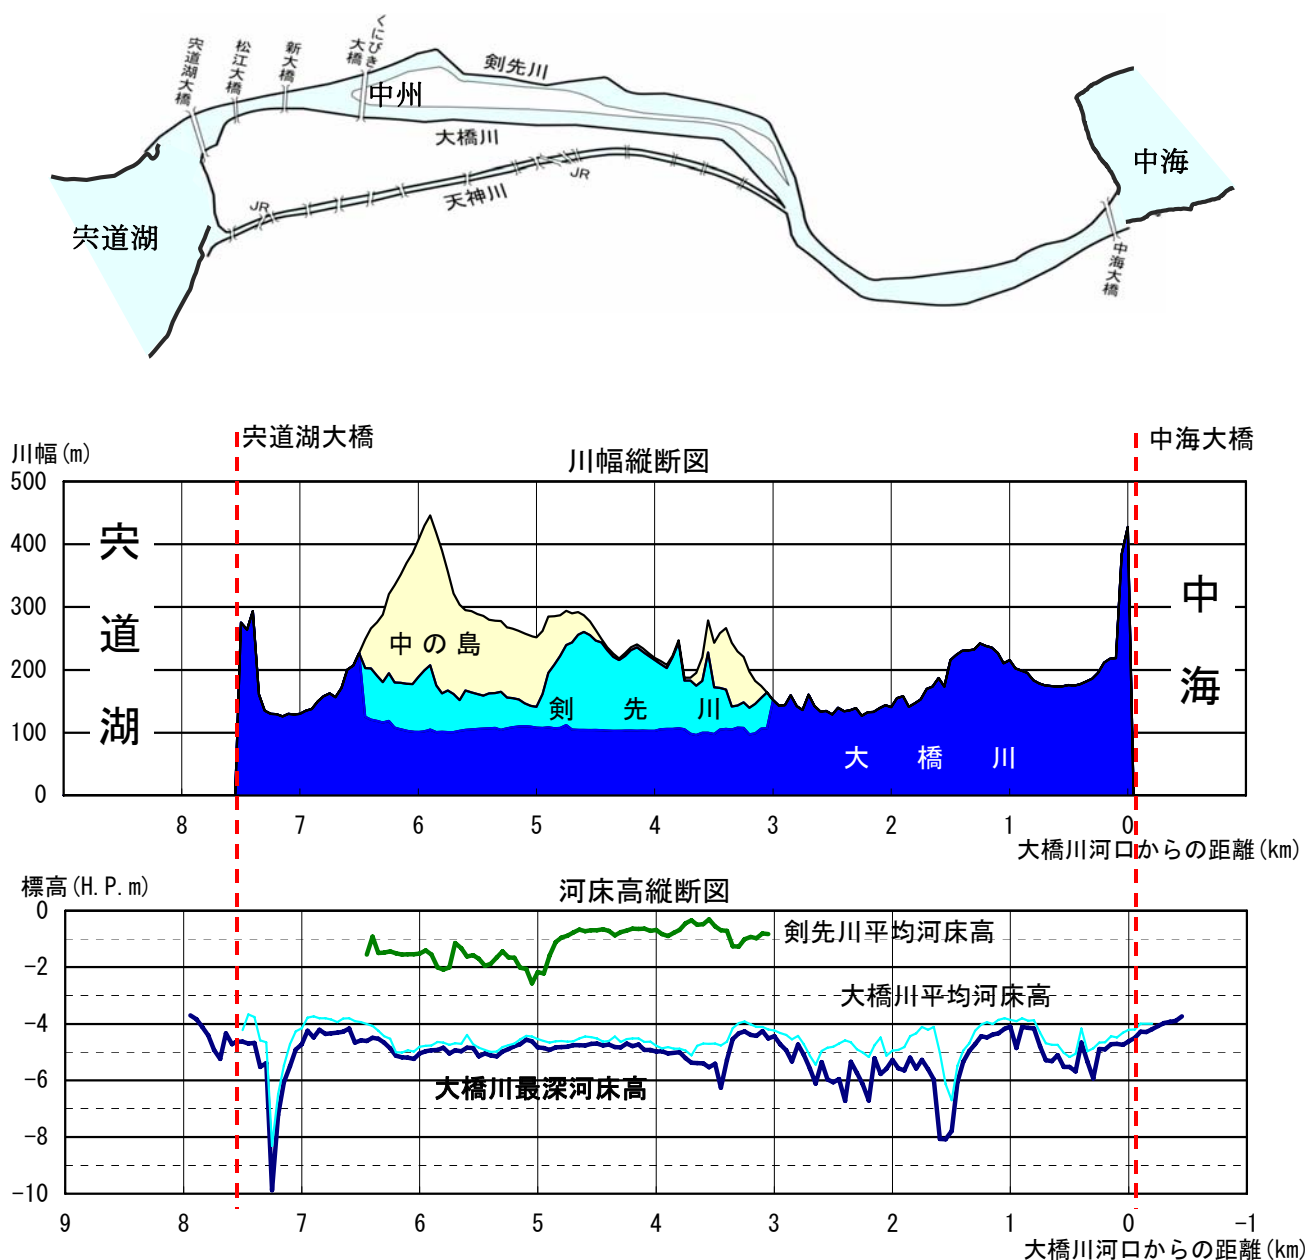 宍道湖大橋
松江大橋
新大橋
くにびき
大橋
中州
剣先川
大橋川
天神川
JR
JR
宍道湖
中海
中海大橋
宍道湖大橋
中海大橋
川幅(m)
川幅縦断図
500
400
300
200
100
0
宍道湖
中の島
剣先川
大橋川
中海
8 7 6 5 4 3 2 1 0
大橋川河口からの距離(km)
標高(H.P.m)
河床高縦断図
0
-2
-4
-6
-8
-10
剣先川平均河床高
大橋川平均河床高
大橋川最深河床高
9 8 7 6 5 4 3 2 1 0 -1
大橋川河口からの距離(km)